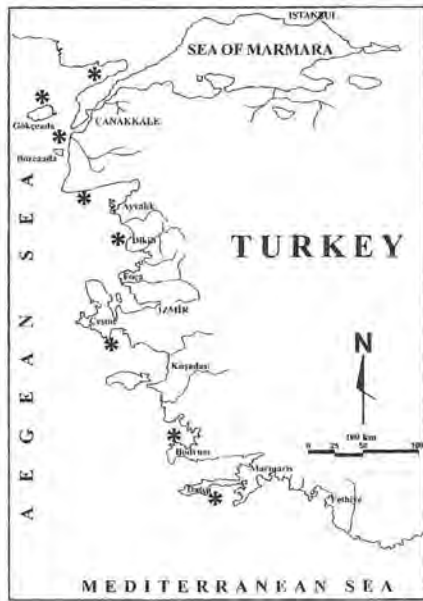 ISTANBUL
SEA OF MARMARA
Gökçeada
ÇANAKKALE
Bozcaada
Ayvalık
Dikili
TURKEY
Foça
İZMİR
Çeşme
Kuşadası
N
100 km
0 25 50 100
Bodrum
Marmaris
Datça
Fethiye
AEGEAN SEA
MEDITERRANEAN SEA